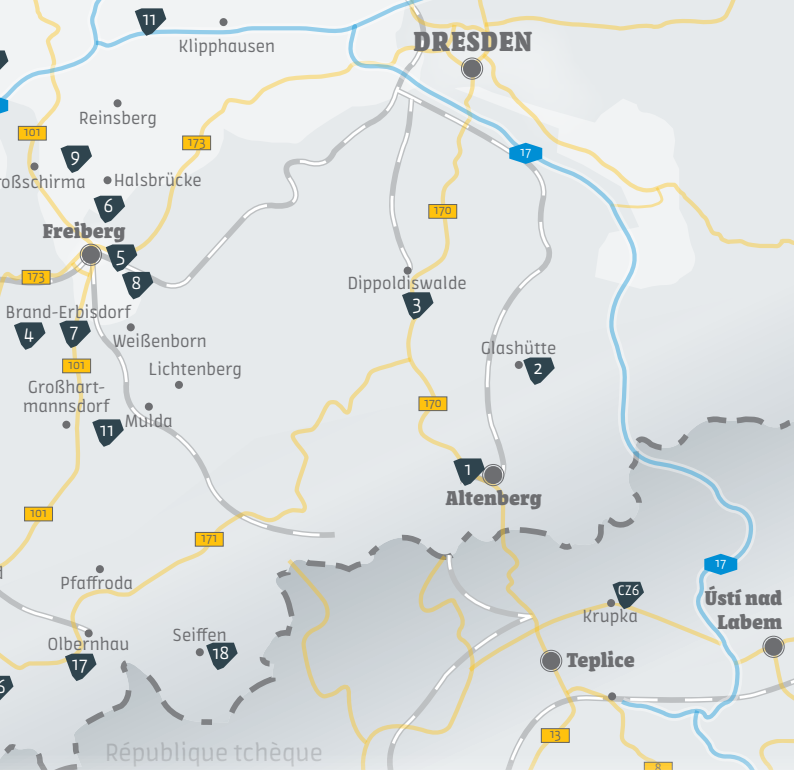 11
Klipphausen
DRESDEN
Reinsberg
101
173
17
9
oßschirma
Halsbrücke
6
170
Freiberg
5
173
8
Dippoldiswalde
3
Brand-Erbisdorf
4
7
Weißenborn
Glashütte
2
101
Lichtenberg
Großhart-
mannsdorf
170
11
Mulda
1
Altenberg
101
171
17
Pfaffroda
CZ6
Krupka
Ústí nad
Labem
Olbernhau
17
Seiffen
18
Teplice
6
13
République tchèque
8